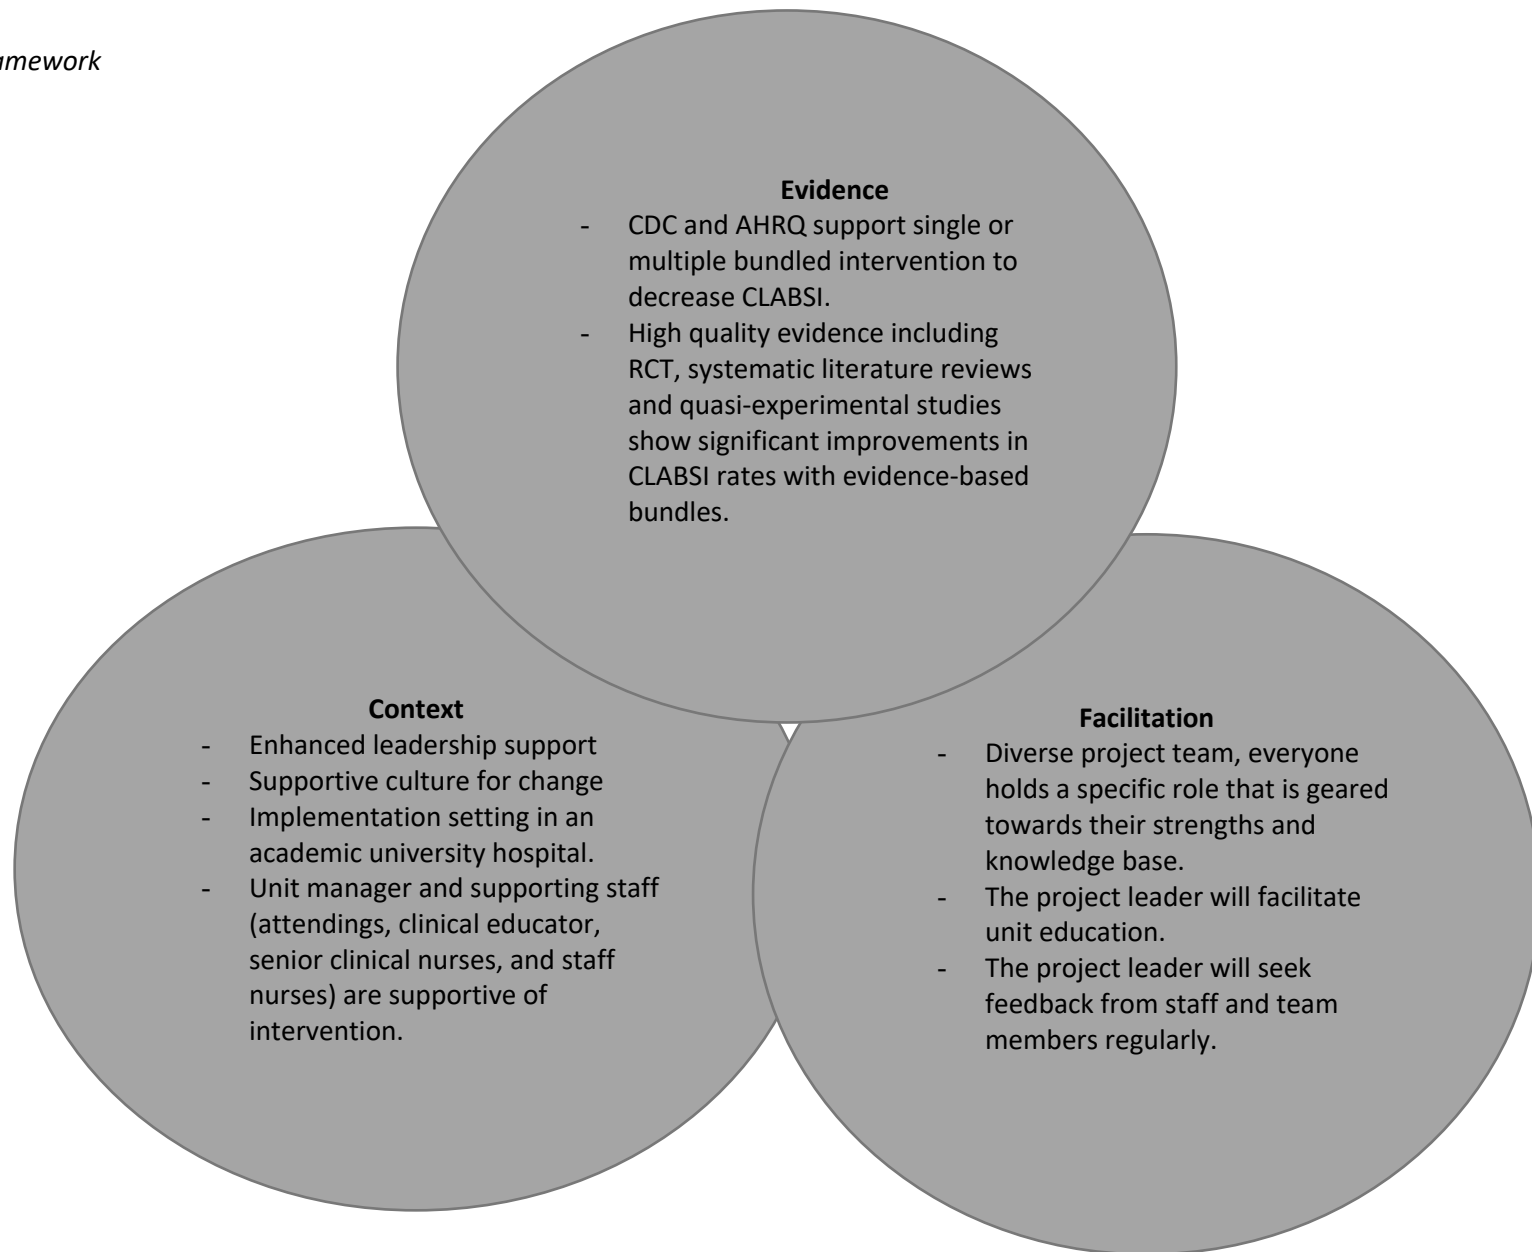 amework
Evidence
- CDC and AHRQ support single or
multiple bundled intervention to
decrease CLABSI.
- High quality evidence including
RCT, systematic literature reviews
and quasi-experimental studies
show significant improvements in
CLABSI rates with evidence-based
bundles.
Context
- Enhanced leadership support
- Supportive culture for change
- Implementation setting in an
academic university hospital.
- Unit manager and supporting staff
(attendings, clinical educator,
senior clinical nurses, and staff
nurses) are supportive of
intervention.
Facilitation
- Diverse project team, everyone
holds a specific role that is geared
towards their strengths and
knowledge base.
- The project leader will facilitate
unit education.
- The project leader will seek
feedback from staff and team
members regularly.